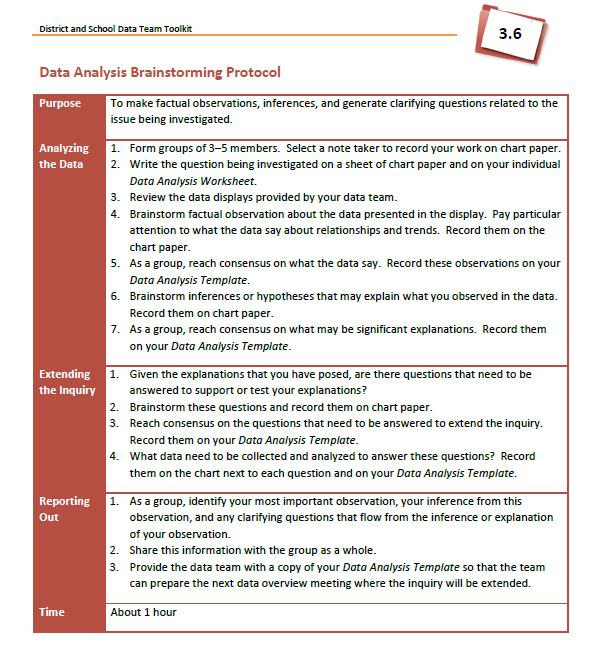 District and School Data Team Toolkit
3.6
Data Analysis Brainstorming Protocol
Purpose
To make factual observations, inferences, and generate clarifying questions related to the
issue being investigated.
Analyzing
the Data
1. Form groups of 3–5 members. Select a note taker to record your work on chart paper.
2. Write the question being investigated on a sheet of chart paper and on your individual
Data Analysis Worksheet.
3. Review the data displays provided by your data team.
4. Brainstorm factual observation about the data presented in the display. Pay particular
attention to what the data say about relationships and trends. Record them on the
chart paper.
5. As a group, reach consensus on what the data say. Record these observations on your
Data Analysis Template.
6. Brainstorm inferences or hypotheses that may explain what you observed in the data.
Record them on chart paper.
7. As a group, reach consensus on what may be significant explanations. Record them
on your Data Analysis Template.
Extending
the Inquiry
1. Given the explanations that you have posed, are there questions that need to be
answered to support or test your explanations?
2. Brainstorm these questions and record them on chart paper.
3. Reach consensus on the questions that need to be answered to extend the inquiry.
Record them on your Data Analysis Template.
4. What data need to be collected and analyzed to answer these questions? Record
them on the chart next to each question and on your Data Analysis Template.
Reporting
Out
1. As a group, identify your most important observation, your inference from this
observation, and any clarifying questions that flow from the inference or explanation
of your observation.
2. Share this information with the group as a whole.
3. Provide the data team with a copy of your Data Analysis Template so that the team
can prepare the next data overview meeting where the inquiry will be extended.
Time
About 1 hour